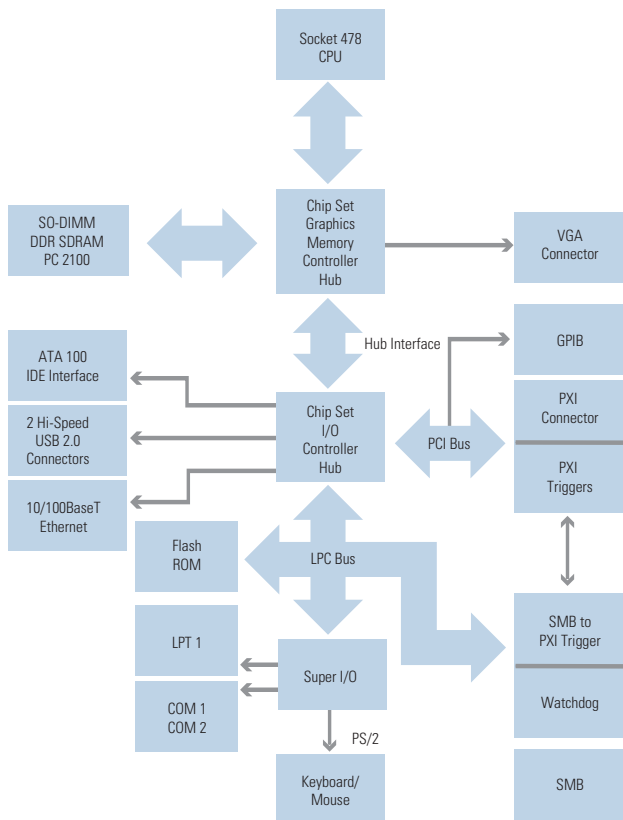 Socket 478
CPU
Chip Set
Graphics
Memory
Controller
Hub
SO-DIMM
DDR SDRAM
PC 2100
VGA
Connector
Hub Interface
GPIB
ATA 100
IDE Interface
2 Hi-Speed
USB 2.0
Connectors
10/100BaseT
Ethernet
Chip Set
I/O
Controller
Hub
PCI Bus
PXI
Connector
PXI
Triggers
Flash
ROM
LPC Bus
LPT 1
COM 1
COM 2
Super I/O
PS/2
Keyboard/
Mouse
SMB to
PXI Trigger
Watchdog
SMB